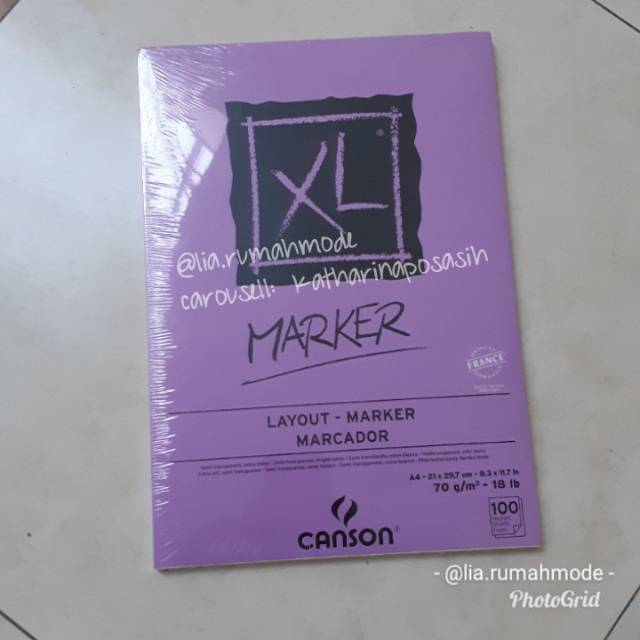 XL
®
@lia.rumahmode
carousell: katharinaposasih
MARKER
FRANCE
LAYOUT - MARKER
MARCADOR
A4 - 21 x 29,7 cm - 8.3 x 11.7 in
70 g/m² - 18 lb
100
CANSON®
- @lia.rumahmode -
PhotoGrid